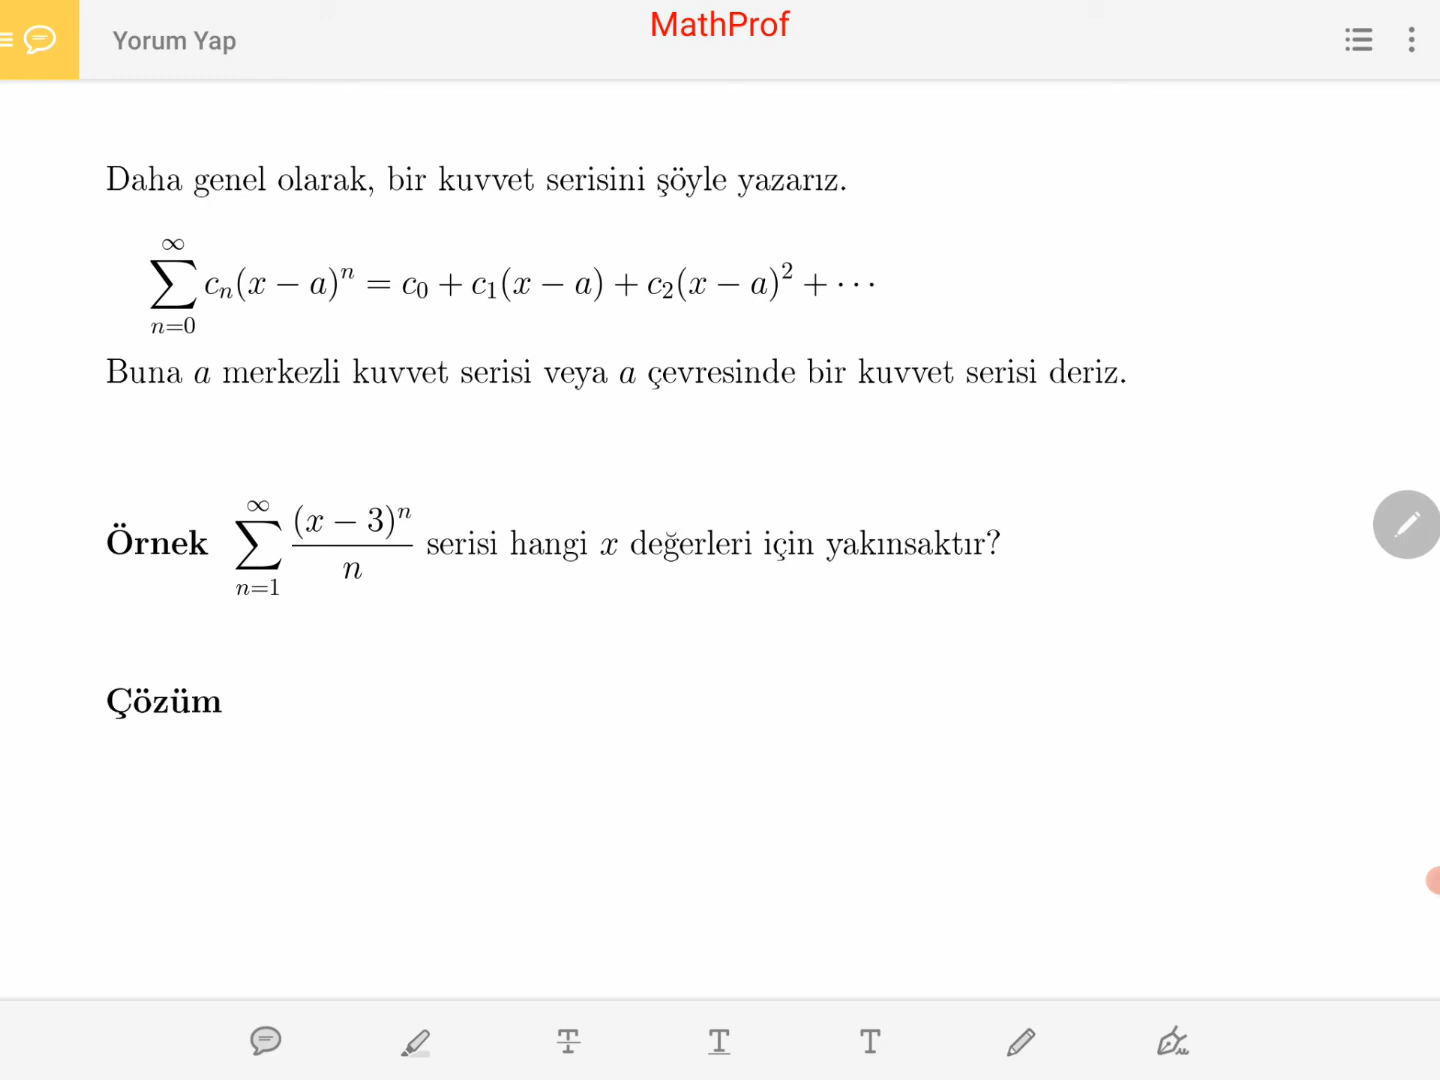 MathProf
Yorum Yap
Daha genel olarak, bir kuvvet serisini şöyle yazarız.
∑_{n=0}^{∞} c_n(x − a)^n = c_0 + c_1(x − a) + c_2(x − a)^2 + ⋯
Buna a merkezli kuvvet serisi veya a çevresinde bir kuvvet serisi deriz.
Örnek ∑_{n=1}^{∞} (x − 3)^n / n serisi hangi x değerleri için yakınsaktır?
Çözüm